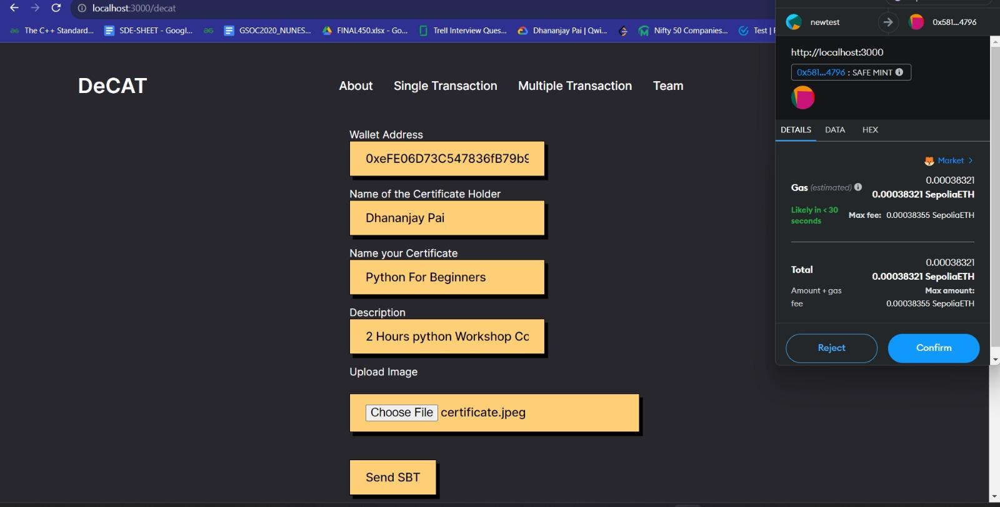 localhost:3000/decat
The C++ Standard...
SDE-SHEET - Googl...
GSOC2020_NUNES...
FINAL450.xlsx - Go...
Trell Interview Ques...
Dhananjay Pai | Qwi...
Nifty 50 Companies...
Test |
newtest
0x581...4796
http://localhost:3000
0x581...4796 : SAFE MINT
DETAILS
DATA
HEX
Market >
0.00038321
Gas (estimated)
0.00038321 SepoliaETH
Likely in < 30
seconds
Max fee: 0.00038355 SepoliaETH
0.00038321
Total
0.00038321 SepoliaETH
Amount + gas
fee
Max amount:
0.00038355 SepoliaETH
Reject
Confirm
DeCAT
About
Single Transaction
Multiple Transaction
Team
Wallet Address
0xeFE06D73C547836fB79b9
Name of the Certificate Holder
Dhananjay Pai
Name your Certificate
Python For Beginners
Description
2 Hours python Workshop Co
Upload Image
Choose File certificate.jpeg
Send SBT